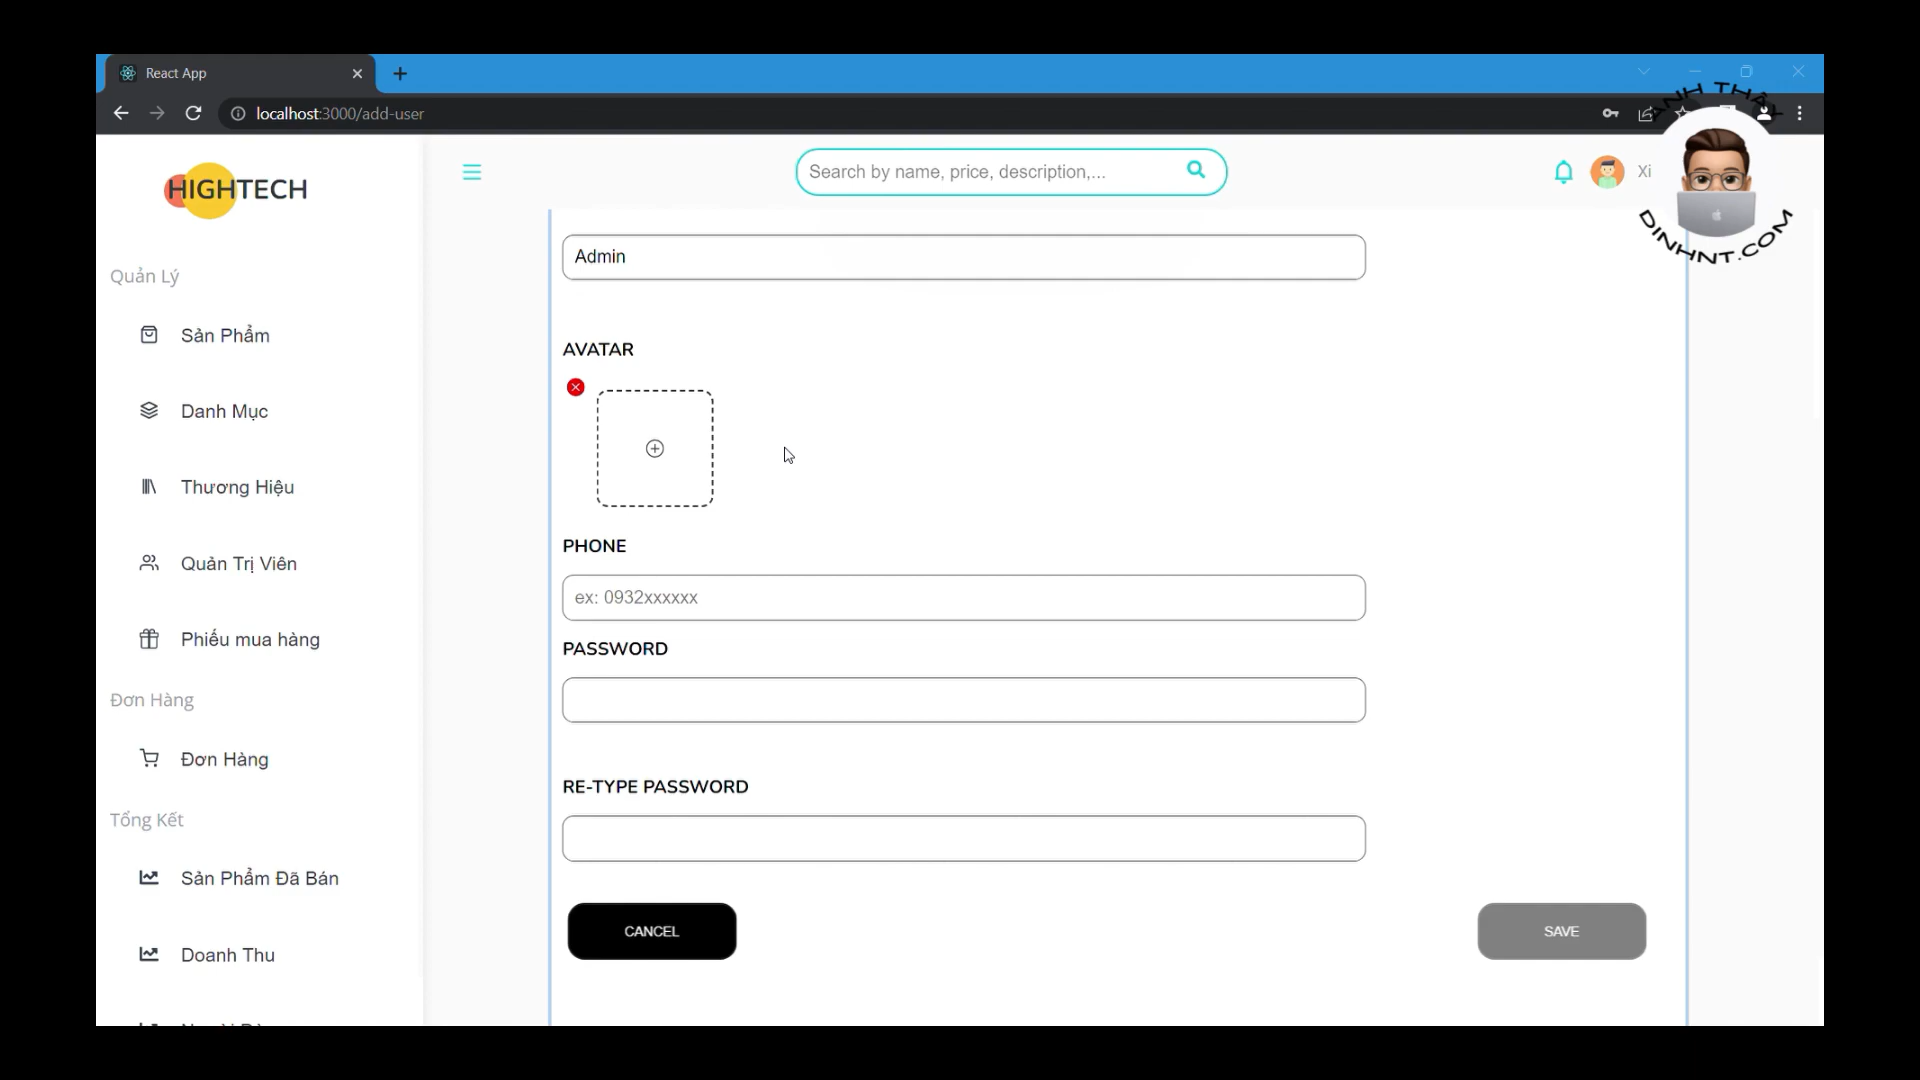 React App
localhost:3000/add-user
ANH THẦY
DINHNT.COM
HIGHTECH
Search by name, price, description,...
Xi
Quản Lý
Sản Phẩm
Danh Mục
Thương Hiệu
Quản Trị Viên
Phiếu mua hàng
Đơn Hàng
Đơn Hàng
Tổng Kết
Sản Phẩm Đã Bán
Doanh Thu
Admin
AVATAR
PHONE
ex: 0932xxxxxx
PASSWORD
RE-TYPE PASSWORD
CANCEL
SAVE